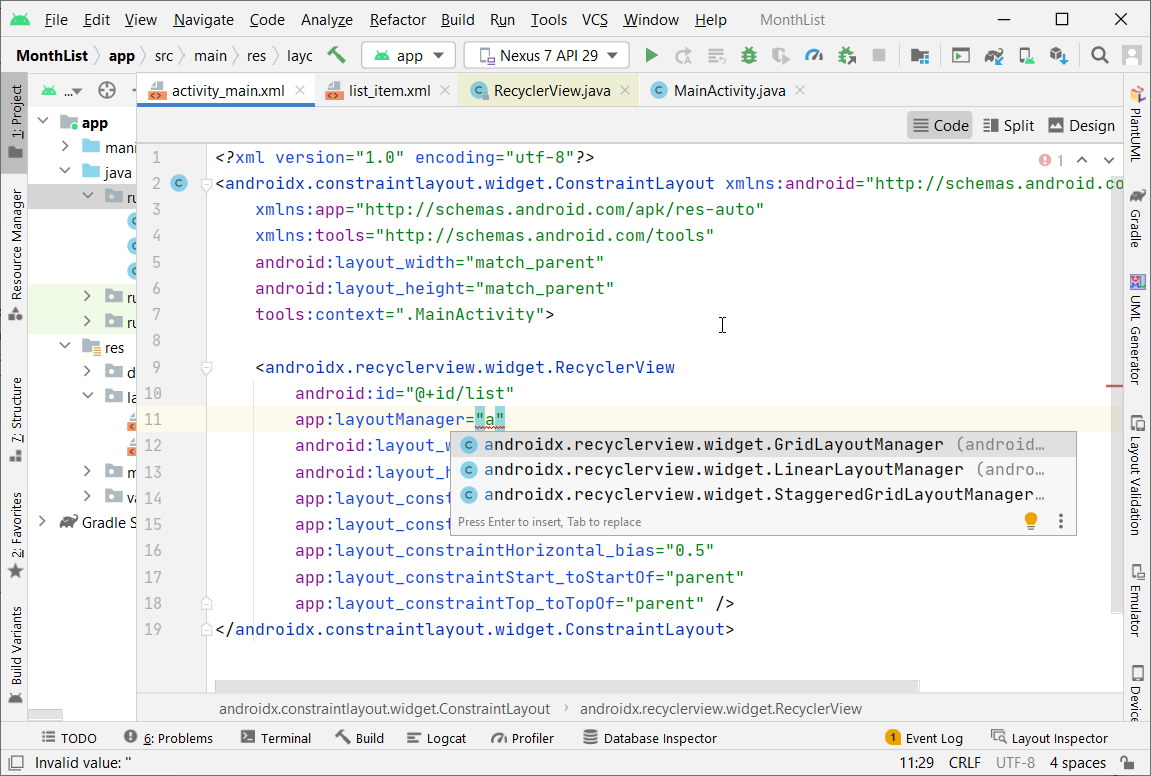 File Edit View Navigate Code Analyze Refactor Build Run Tools VCS Window Help MonthList
MonthList app src main res layc app Nexus 7 API 29
1: Project
Resource Manager
7: Structure
2: Favorites
Build Variants
...
app
mani
java
ru
ru
ru
res
d
la
m
va
Gradle S
activity_main.xml list_item.xml RecyclerView.java MainActivity.java
Code Split Design
1
1 <?xml version="1.0" encoding="utf-8"?>
2 <androidx.constraintlayout.widget.ConstraintLayout xmlns:android="http://schemas.android.co
3 xmlns:app="http://schemas.android.com/apk/res-auto"
4 xmlns:tools="http://schemas.android.com/tools"
5 android:layout_width="match_parent"
6 android:layout_height="match_parent"
7 tools:context=".MainActivity">
8
9 <androidx.recyclerview.widget.RecyclerView
10 android:id="@+id/list"
11 app:layoutManager="a"
12 android:layout_w
13 android:layout_h
14 app:layout_const
15 app:layout_const
16 app:layout_constraintHorizontal_bias="0.5"
17 app:layout_constraintStart_toStartOf="parent"
18 app:layout_constraintTop_toTopOf="parent" />
19 </androidx.constraintlayout.widget.ConstraintLayout>
androidx.recyclerview.widget.GridLayoutManager (android…
androidx.recyclerview.widget.LinearLayoutManager (andro…
androidx.recyclerview.widget.StaggeredGridLayoutManager…
Press Enter to insert, Tab to replace
androidx.constraintlayout.widget.ConstraintLayout › androidx.recyclerview.widget.RecyclerView
PlantUML
Gradle
UML Generator
Layout Validation
Emulator
Device
TODO 6: Problems Terminal Build Logcat Profiler Database Inspector 1 Event Log Layout Inspector
Invalid value: '' 11:29 CRLF UTF-8 4 spaces